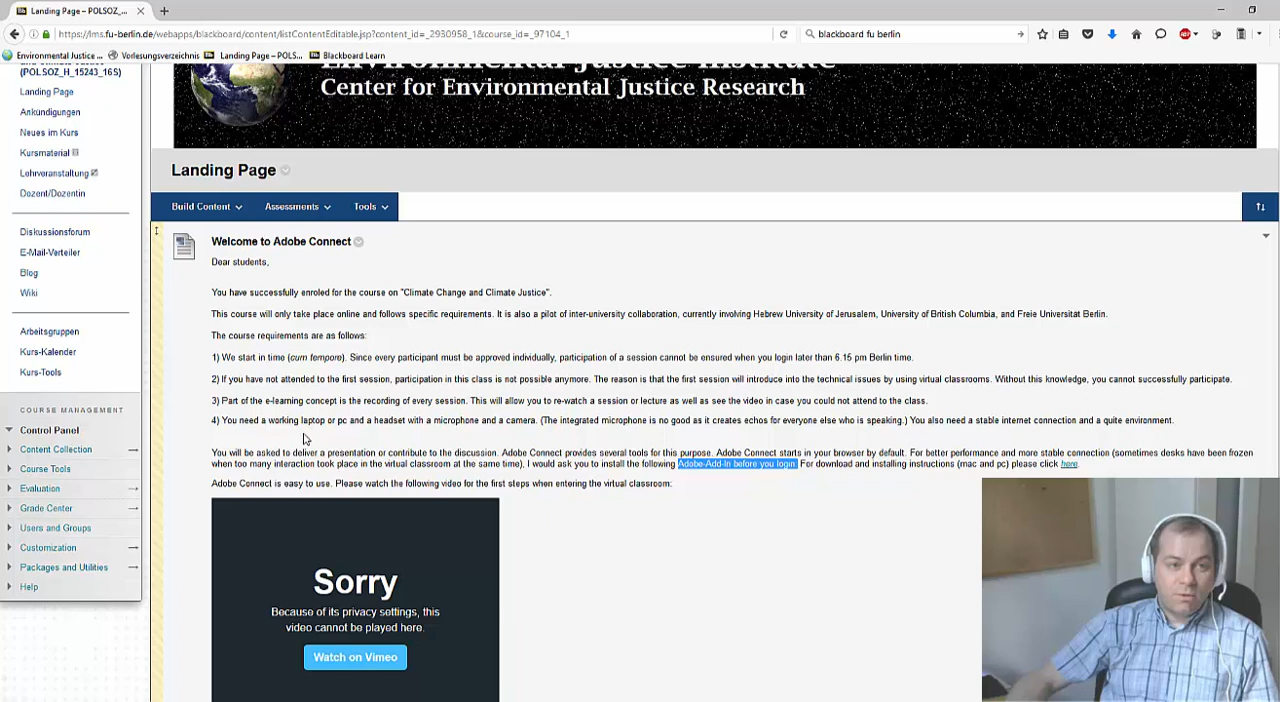 Landing Page – POLSOZ_
https://lms.fu-berlin.de/webapps/blackboard/content/listContentEditable.jsp?content_id=_2930958_1&course_id=_97104_1
blackboard fu berlin
Environmental Justice ...
Vorlesungsverzeichnis
Landing Page – POLS...
Blackboard Learn
(POLSOZ_H_15243_16S)
Landing Page
Ankündigungen
Neues im Kurs
Kursmaterial
Lehrveranstaltung
Dozent/Dozentin
Diskussionsforum
E-Mail-Verteiler
Blog
Wiki
Arbeitsgruppen
Kurs-Kalender
Kurs-Tools
COURSE MANAGEMENT
Control Panel
Content Collection
Course Tools
Evaluation
Grade Center
Users and Groups
Customization
Packages and Utilities
Help
Environmental Justice Institute
Center for Environmental Justice Research
Landing Page
Build Content
Assessments
Tools
Welcome to Adobe Connect
Dear students,
You have successfully enroled for the course on "Climate Change and Climate Justice".
This course will only take place online and follows specific requirements. It is also a pilot of inter-university collaboration, currently involving Hebrew University of Jerusalem, University of British Columbia, and Freie Universität Berlin.
The course requirements are as follows:
1) We start in time (cum tempore). Since every participant must be approved individually, participation of a session cannot be ensured when you login later than 6.15 pm Berlin time.
2) If you have not attended to the first session, participation in this class is not possible anymore. The reason is that the first session will introduce into the technical issues by using virtual classrooms. Without this knowledge, you cannot successfully participate.
3) Part of the e-learning concept is the recording of every session. This will allow you to re-watch a session or lecture as well as see the video in case you could not attend to the class.
4) You need a working laptop or pc and a headset with a microphone and a camera. (The integrated microphone is no good as it creates echos for everyone else who is speaking.) You also need a stable internet connection and a quite environment.
You will be asked to deliver a presentation or contribute to the discussion. Adobe Connect provides several tools for this purpose. Adobe Connect starts in your browser by default. For better performance and more stable connection (sometimes desks have been frozen
when too many interaction took place in the virtual classroom at the same time), I would ask you to install the following Adobe-Add-In before you login. For download and installing instructions (mac and pc) please click here.
Adobe Connect is easy to use. Please watch the following video for the first steps when entering the virtual classroom:
Sorry
Because of its privacy settings, this
video cannot be played here.
Watch on Vimeo